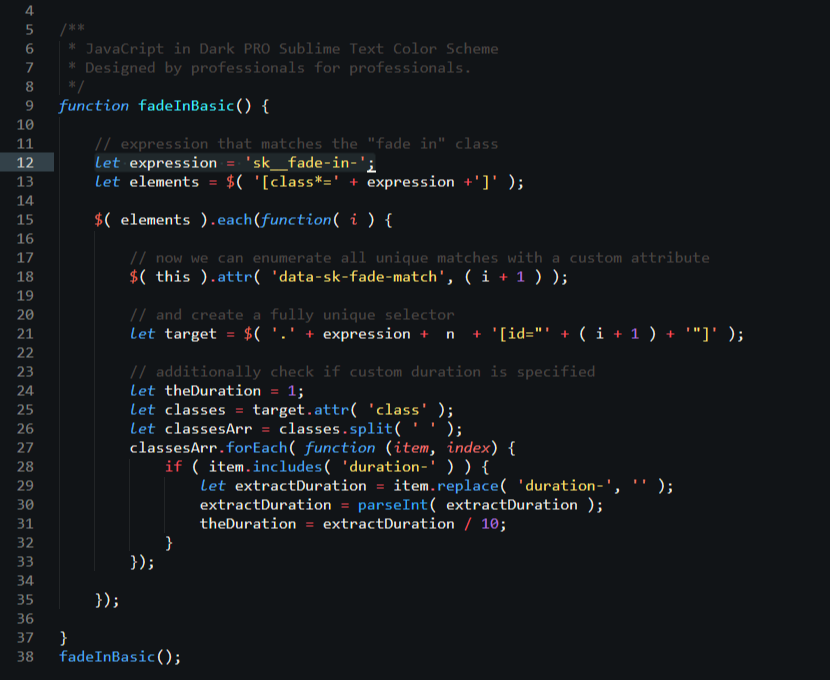 4
5 /**
6  * JavaCript in Dark PRO Sublime Text Color Scheme
7  * Designed by professionals for professionals.
8  */
9 function fadeInBasic() {
10
11     // expression that matches the "fade in" class
12     let expression = 'sk__fade-in-';
13     let elements = $( '[class*=' + expression +']' );
14
15     $( elements ).each(function( i ) {
16
17         // now we can enumerate all unique matches with a custom attribute
18         $( this ).attr( 'data-sk-fade-match', ( i + 1 ) );
19
20         // and create a fully unique selector
21         let target = $( '.' + expression +  n  + '[id="' + ( i + 1 ) + '"]' );
22
23         // additionally check if custom duration is specified
24         let theDuration = 1;
25         let classes = target.attr( 'class' );
26         let classesArr = classes.split( ' ' );
27         classesArr.forEach( function (item, index) {
28             if ( item.includes( 'duration-' ) ) {
29                 let extractDuration = item.replace( 'duration-', '' );
30                 extractDuration = parseInt( extractDuration );
31                 theDuration = extractDuration / 10;
32             }
33         });
34
35     });
36
37 }
38 fadeInBasic();